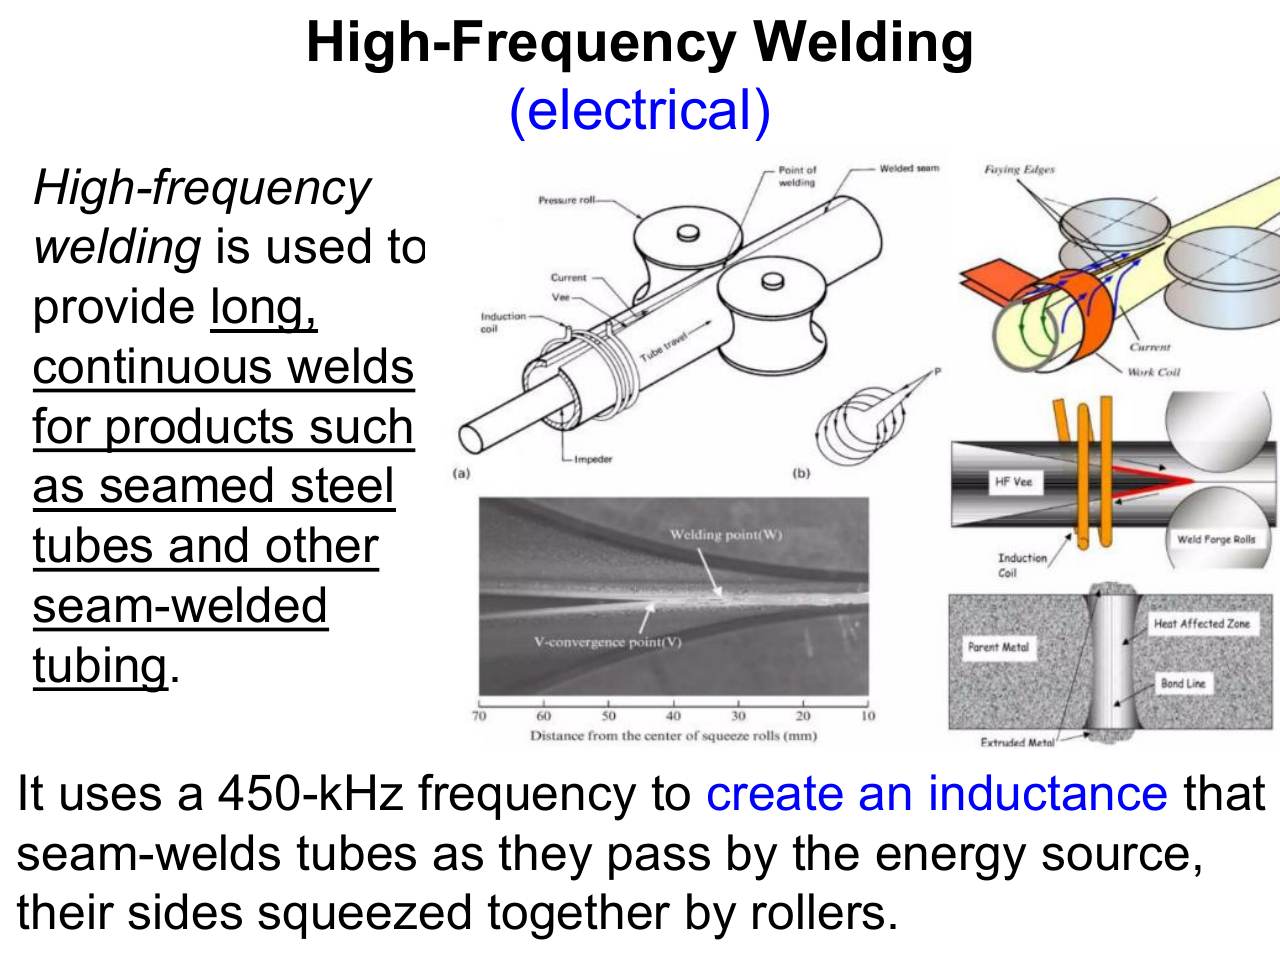 High-Frequency Welding
(electrical)
High-frequency
welding is used to
provide long,
continuous welds
for products such
as seamed steel
tubes and other
seam-welded
tubing.
Point of
welding
Welded seam
Pressure roll
Current
Vee
Induction
coil
Tube travel
Impeder
P
(a)
(b)
Faying Edges
Current
Work Coil
HF Vee
Induction
Coil
Weld Forge Rolls
Welding point(W)
V-convergence point(V)
70 60 50 40 30 20 10
Distance from the center of squeeze rolls (mm)
Parent Metal
Heat Affected Zone
Bond Line
Extruded Metal
It uses a 450-kHz frequency to create an inductance that
seam-welds tubes as they pass by the energy source,
their sides squeezed together by rollers.